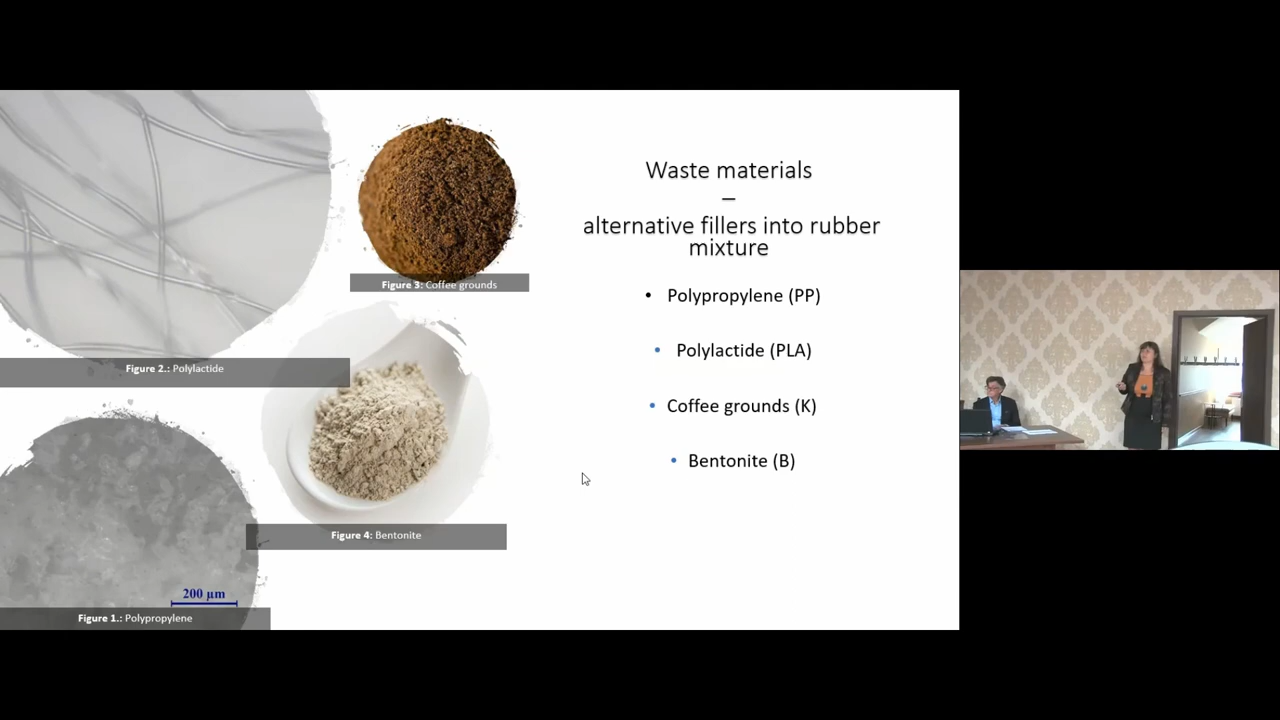 Waste materials
–
alternative fillers into rubber
mixture
• Polypropylene (PP)
• Polylactide (PLA)
• Coffee grounds (K)
• Bentonite (B)
Figure 3: Coffee grounds
Figure 2.: Polylactide
Figure 4: Bentonite
200 µm
Figure 1.: Polypropylene